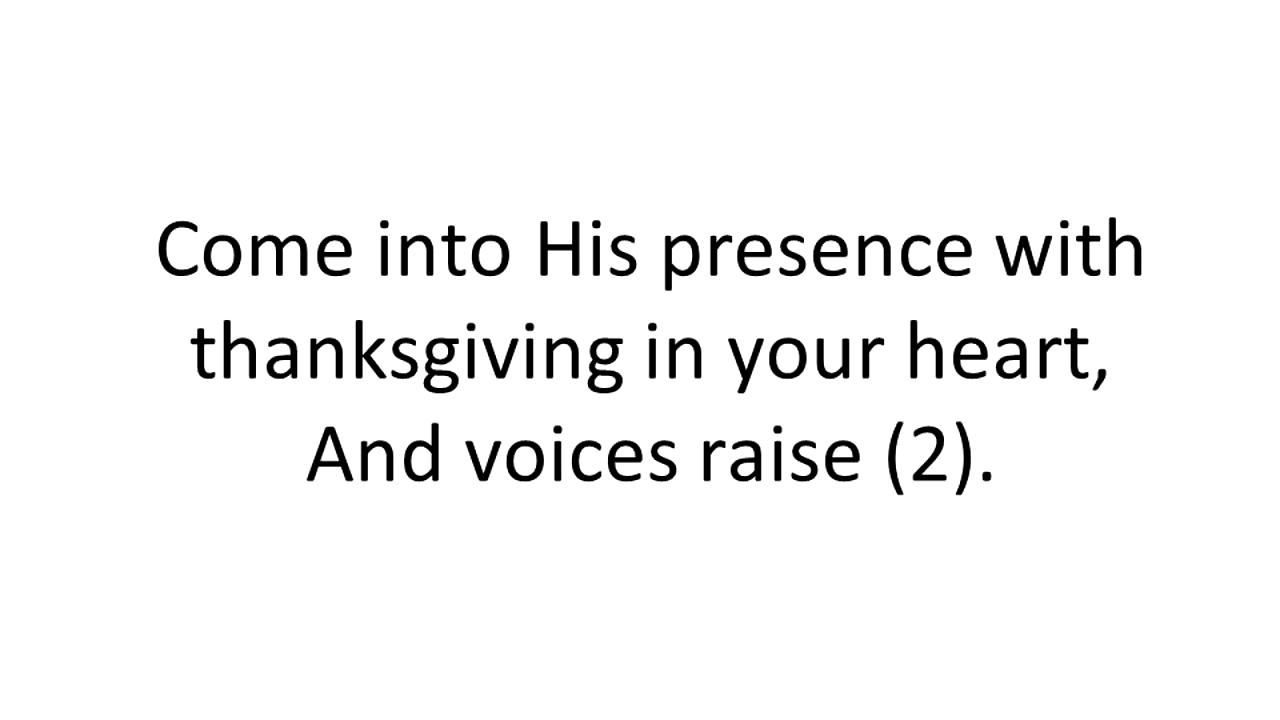 Come into His presence with
thanksgiving in your heart,
And voices raise (2).